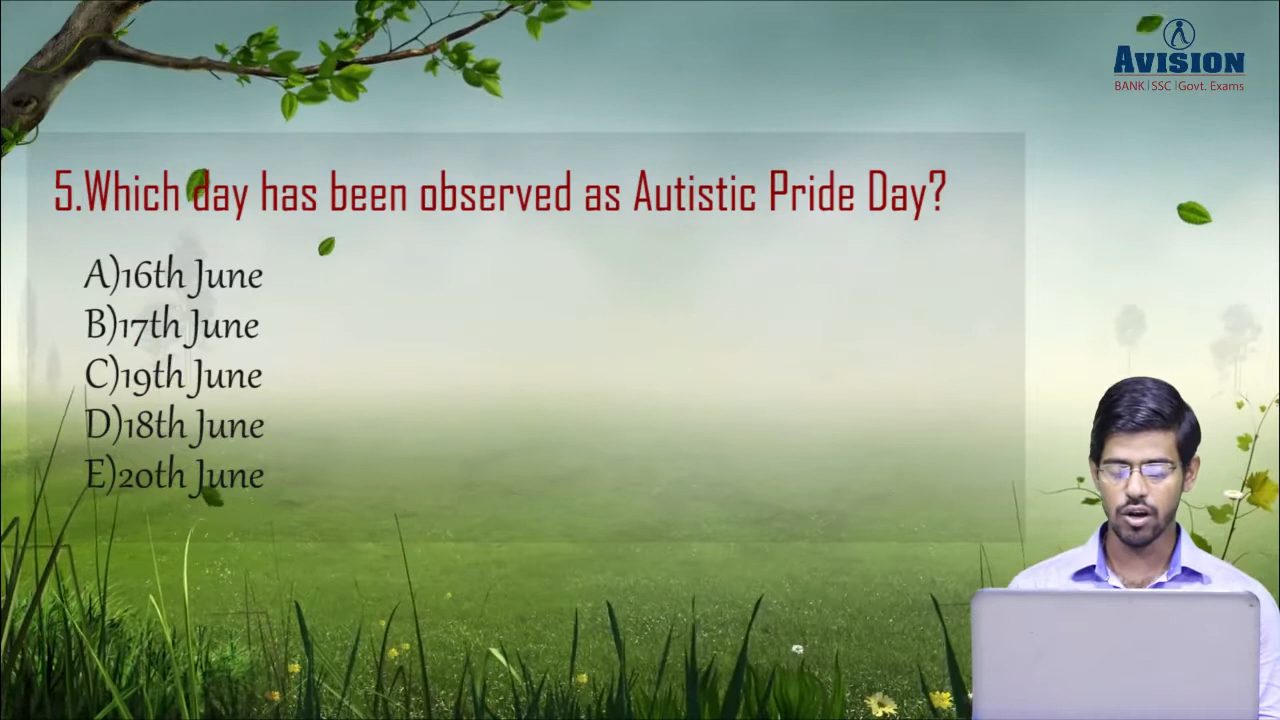 AVISION
BANK|SSC|Govt. Exams
5.Which day has been observed as Autistic Pride Day?
A)16th June
B)17th June
C)19th June
D)18th June
E)20th June